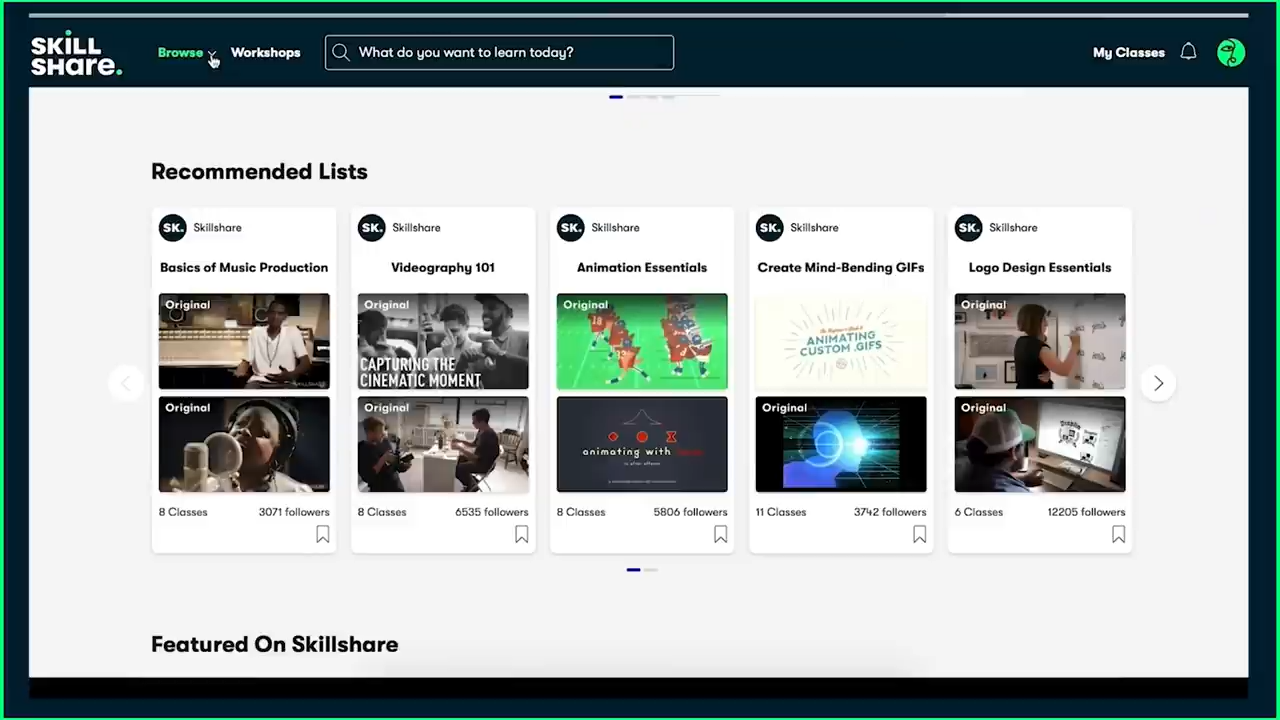 SKILL
SHARE.
Browse
Workshops
What do you want to learn today?
My Classes
Recommended Lists
SK. Skillshare
Basics of Music Production
Original
Original
8 Classes 3071 followers
SK. Skillshare
Videography 101
Original
CAPTURING THE
CINEMATIC MOMENT
Original
8 Classes 6535 followers
SK. Skillshare
Animation Essentials
Original
animating with
8 Classes 5806 followers
SK. Skillshare
Create Mind-Bending GIFs
ANIMATING
CUSTOM .GIFS
Original
11 Classes 3742 followers
SK. Skillshare
Logo Design Essentials
Original
Original
6 Classes 12205 followers
Featured On Skillshare